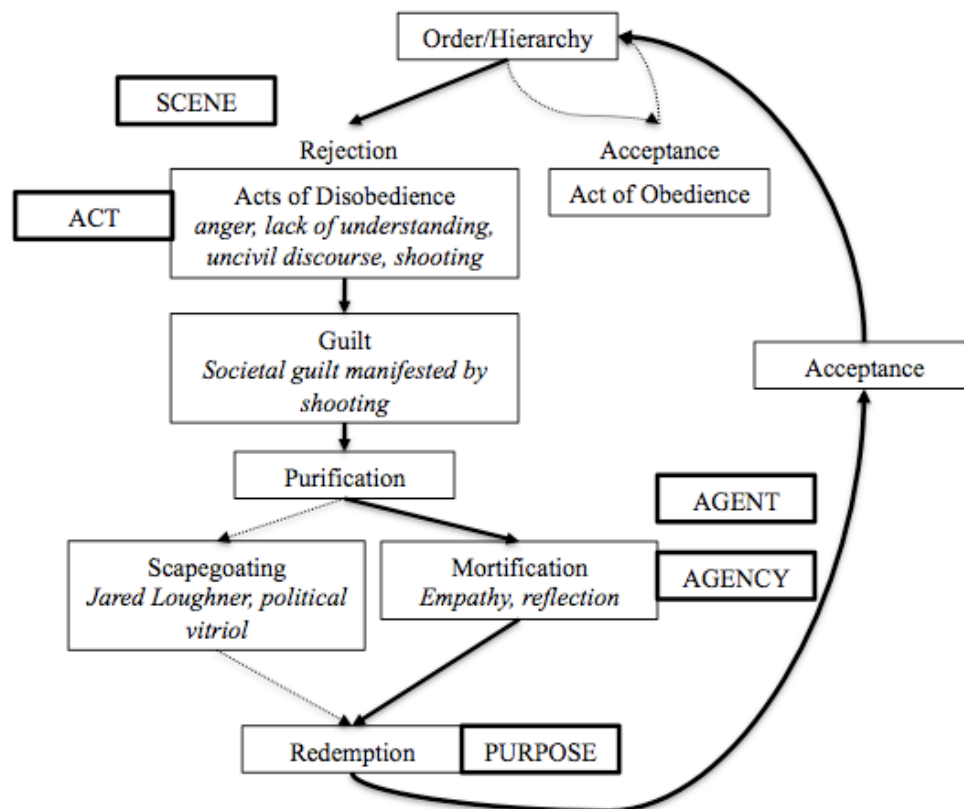 Order/Hierarchy
SCENE
Rejection
Acceptance
ACT
Acts of Disobedience
anger, lack of understanding,
uncivil discourse, shooting
Act of Obedience
Guilt
Societal guilt manifested by
shooting
Acceptance
Purification
AGENT
Scapegoating
Jared Loughner, political
vitriol
Mortification
Empathy, reflection
AGENCY
Redemption
PURPOSE